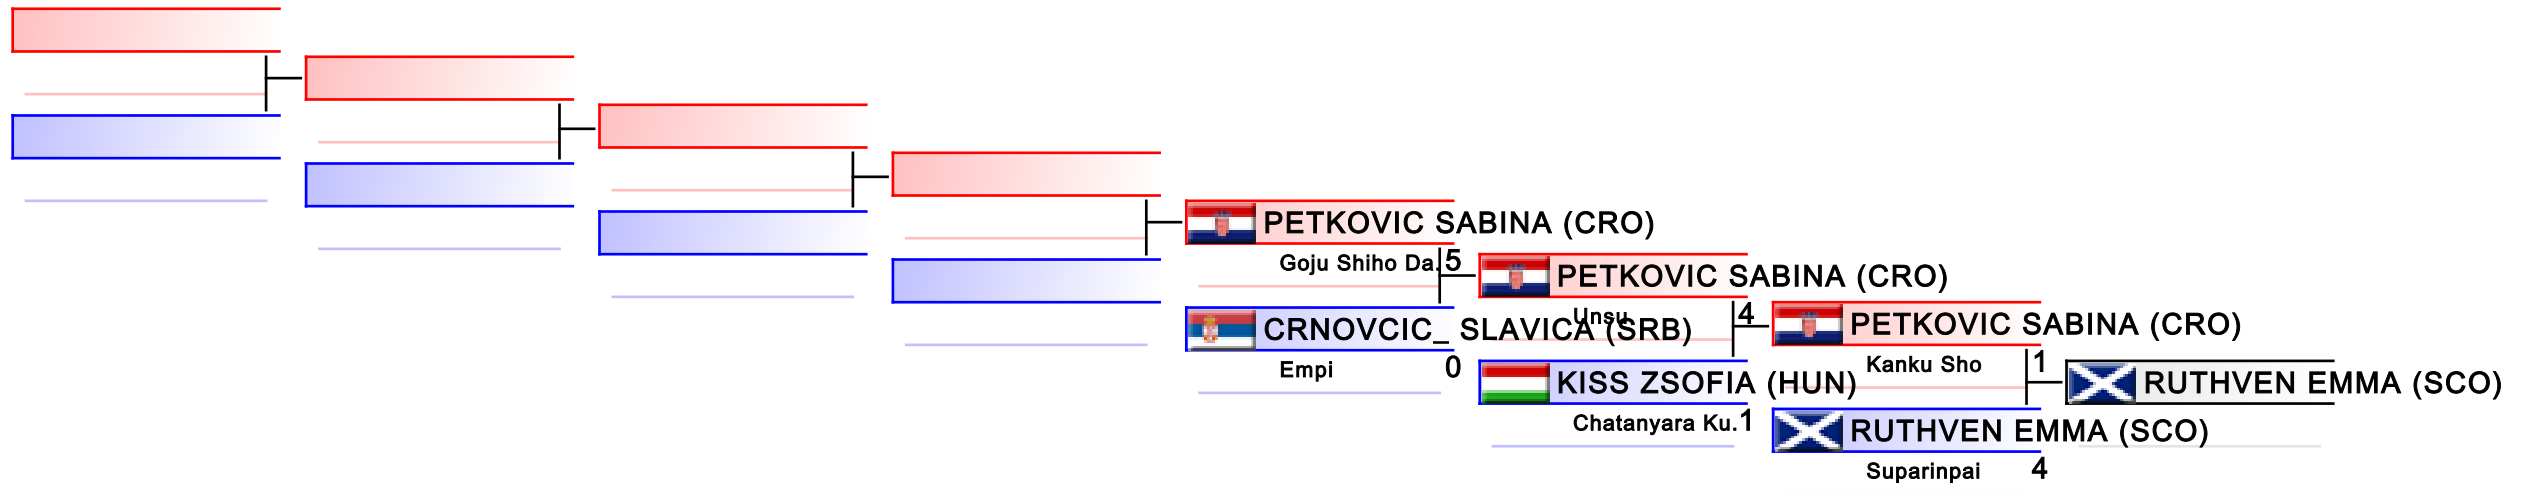 PETKOVIC SABINA (CRO)
Goju Shiho Da. 5
CRNOVCIC_ SLAVICA (SRB)
Empi 0
PETKOVIC SABINA (CRO)
Unsu 4
KISS ZSOFIA (HUN)
Chatanyara Ku. 1
PETKOVIC SABINA (CRO)
Kanku Sho 1
RUTHVEN EMMA (SCO)
Suparinpai 4
RUTHVEN EMMA (SCO)